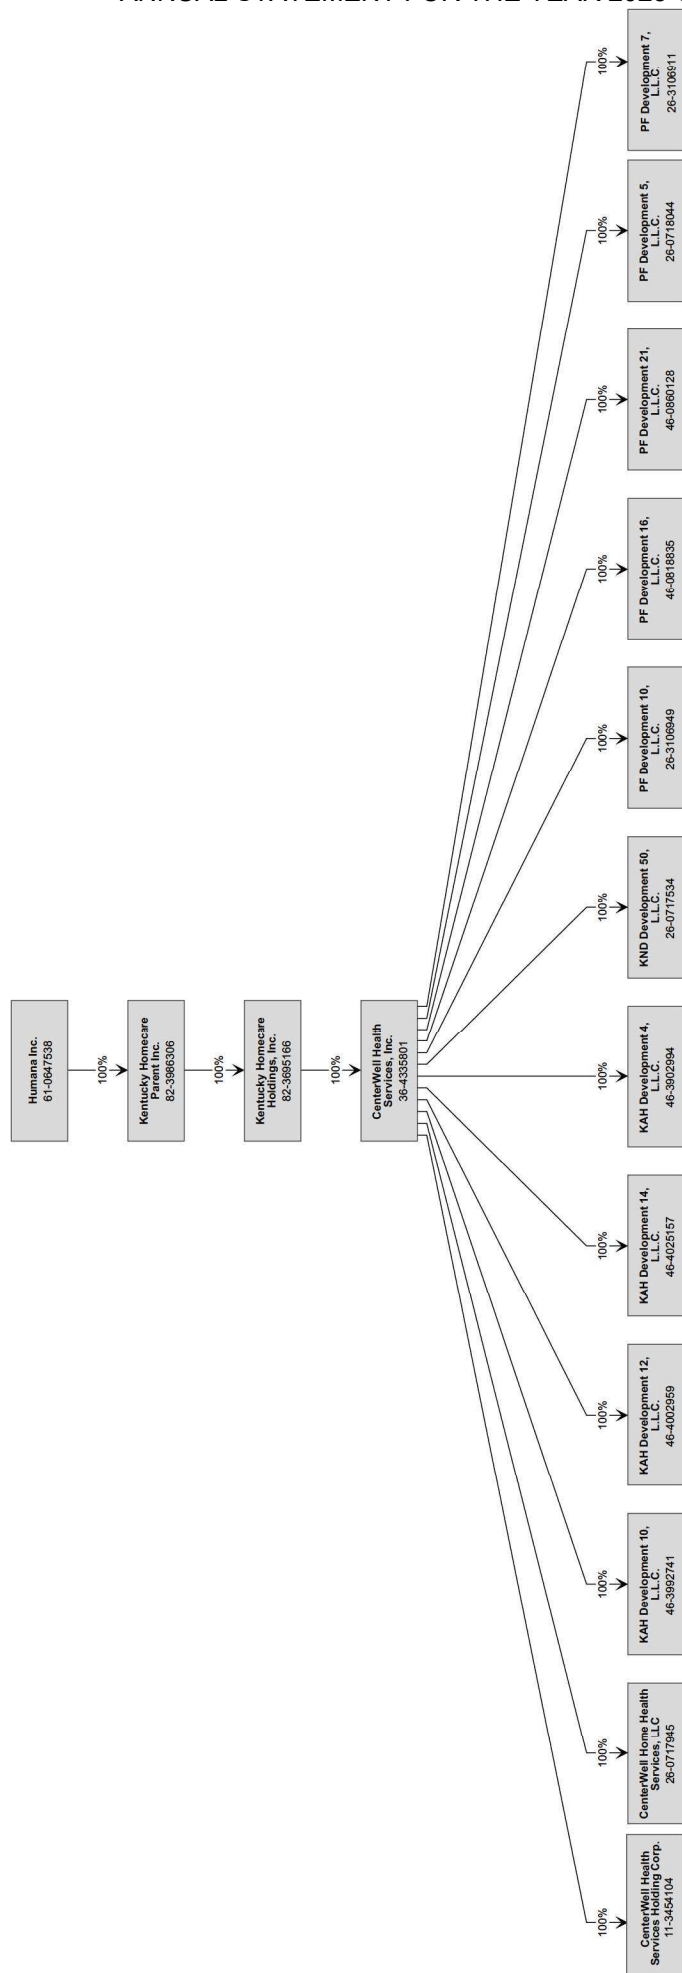 ANNUAL STATEMENT FOR THE YEAR
Humana Inc.
61-0647538
100%
Kentucky Homecare
Parent Inc.
82-3986306
100%
Kentucky Homecare
Holdings, Inc.
82-3695166
100%
CenterWell Health
Services, Inc.
36-4335801
100%
CenterWell Health
Services Holding Corp.
11-3454104
100%
CenterWell Home Health
Services, LLC
26-0717945
100%
KAH Development 10,
L.L.C.
46-3992741
100%
KAH Development 12,
L.L.C.
46-4002959
100%
KAH Development 14,
L.L.C.
46-4025157
100%
KAH Development 4,
L.L.C.
46-3902994
100%
KND Development 50,
L.L.C.
26-0717534
100%
PF Development 10,
L.L.C.
26-3106949
100%
PF Development 16,
L.L.C.
46-0818835
100%
PF Development 21,
L.L.C.
46-0860128
100%
PF Development 5,
L.L.C.
26-0718044
100%
PF Development 7,
L.L.C.
26-3106911